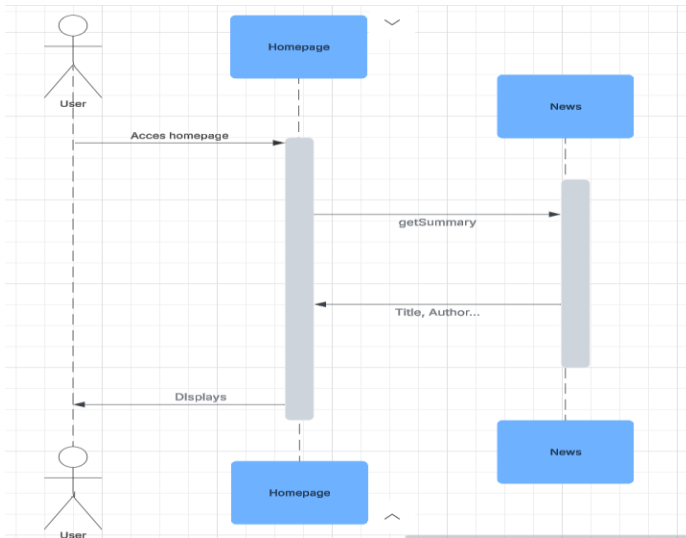 Homepage
User
News
Acces homepage
getSummary
Title, Author...
DIsplays
News
Homepage
User